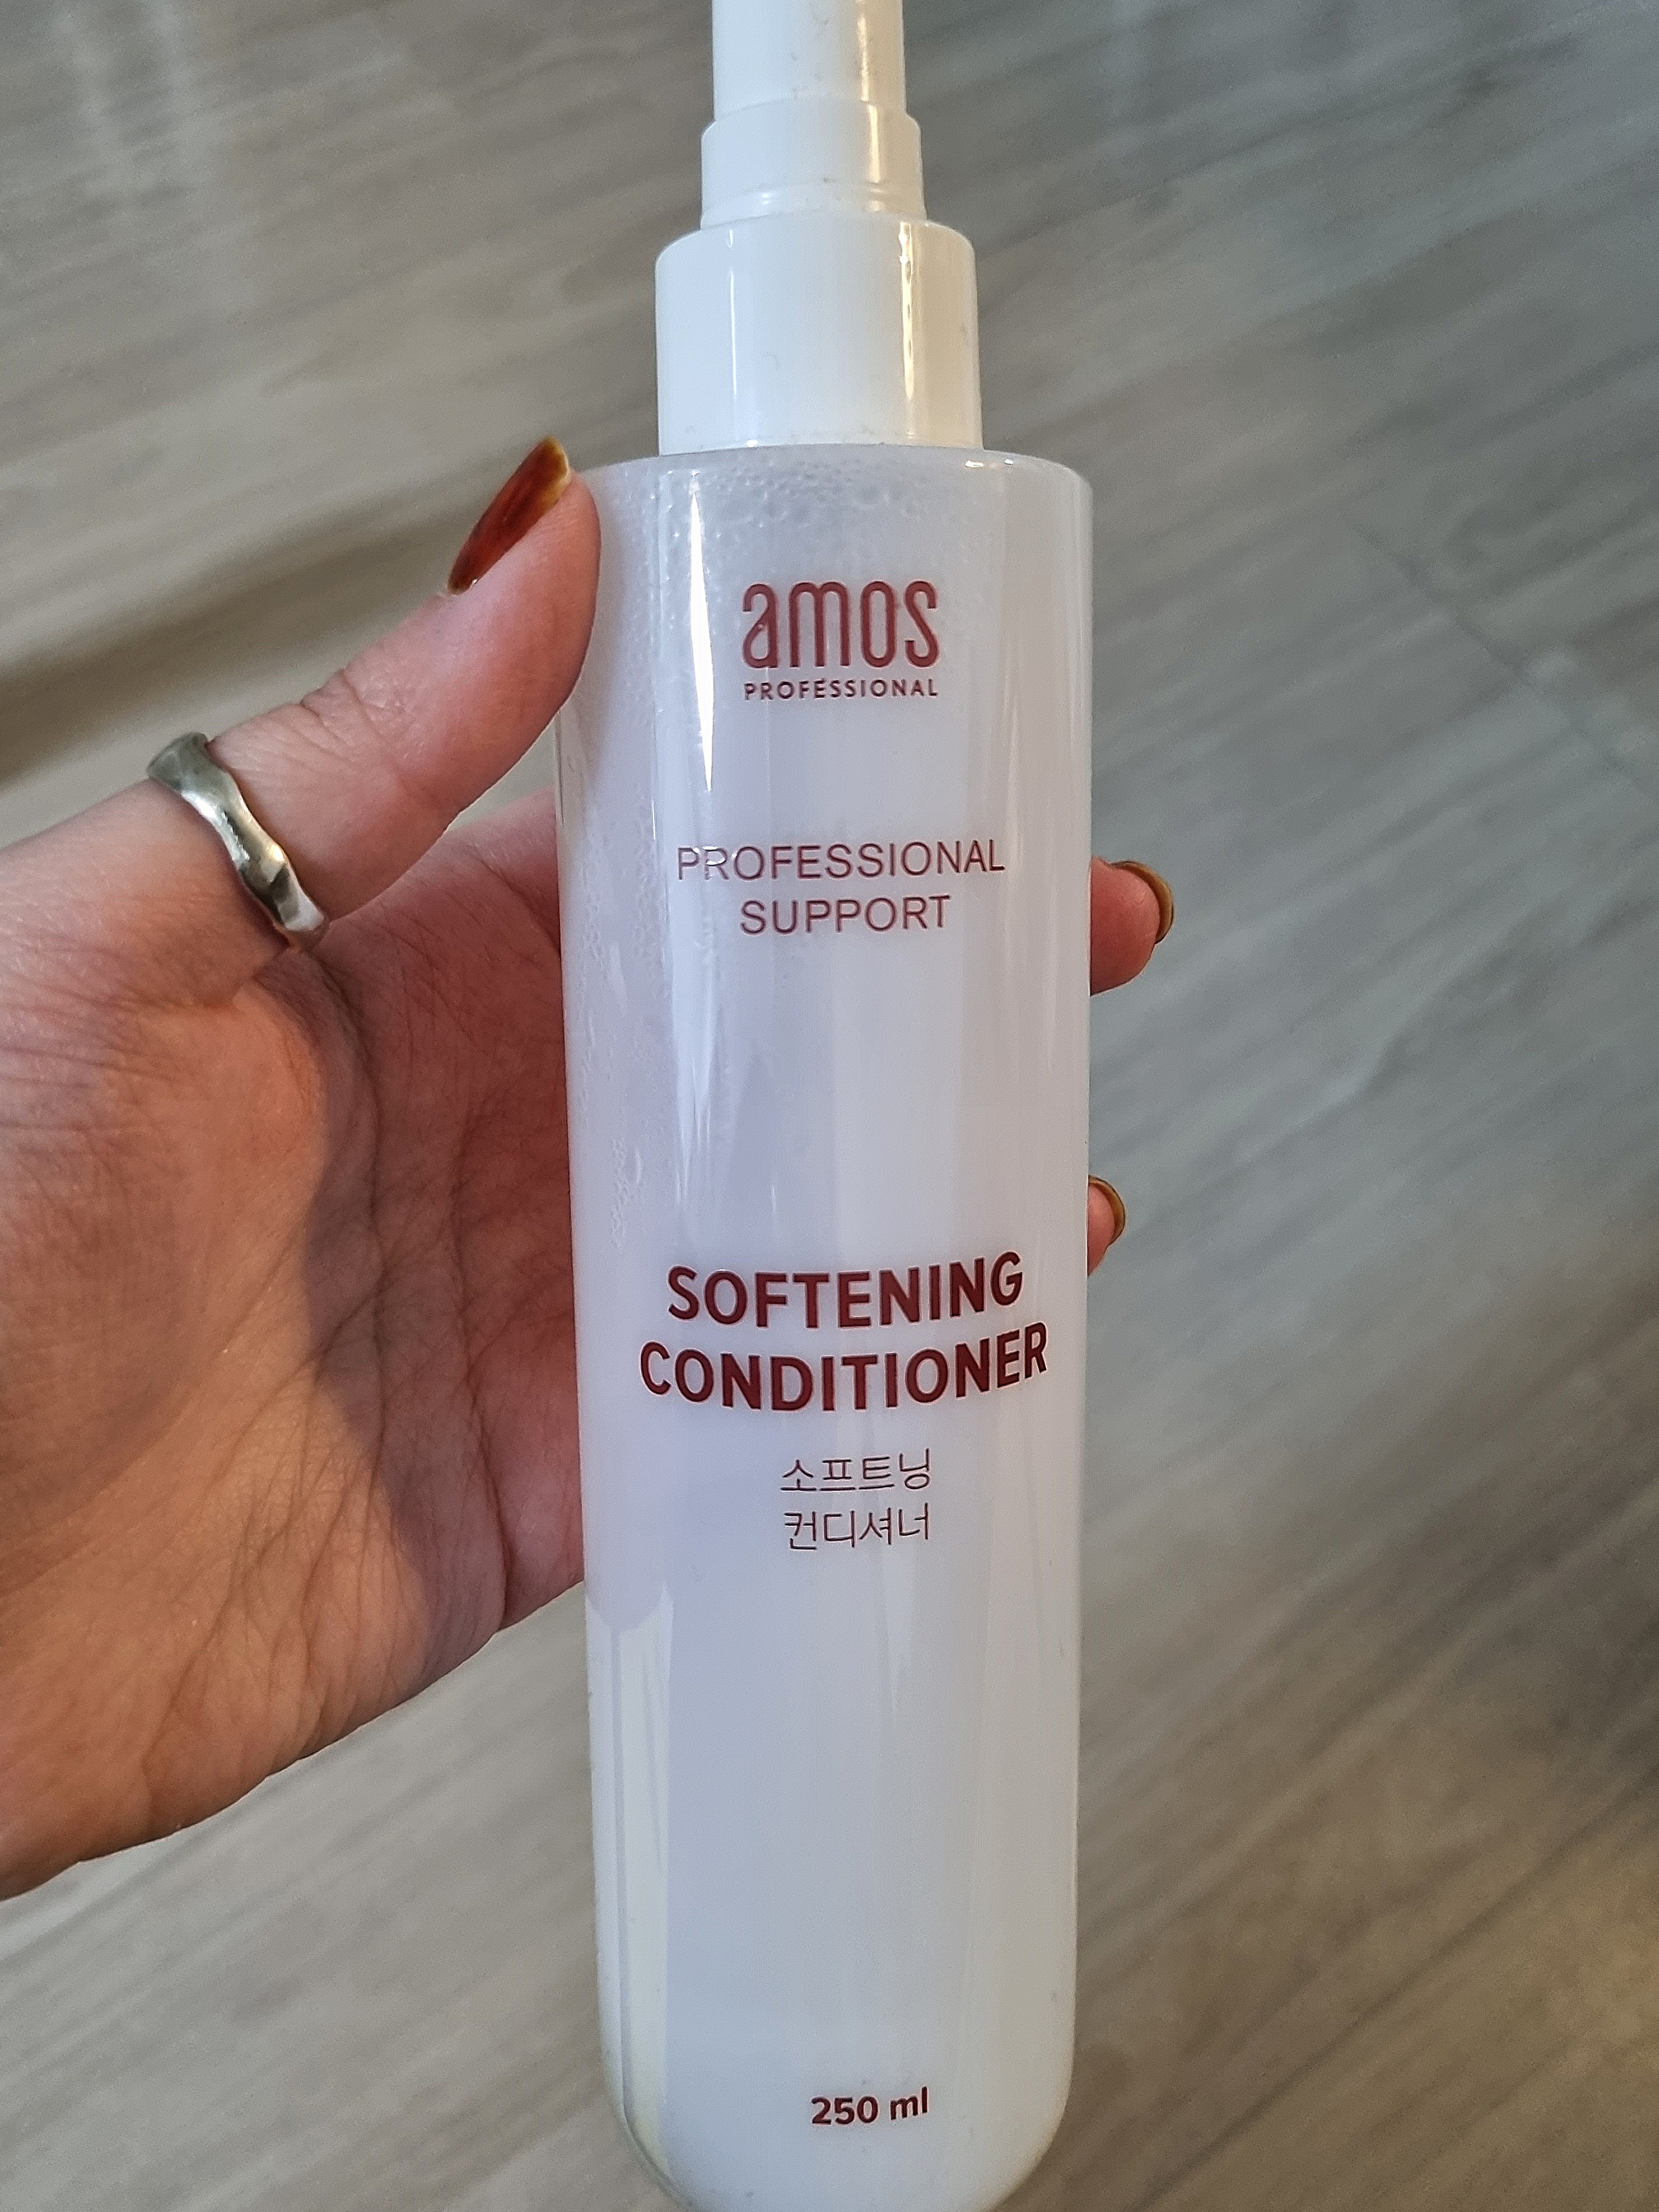 amos
PROFESSIONAL
PROFESSIONAL
SUPPORT
SOFTENING
CONDITIONER
소프트닝
컨디셔너
250 ml